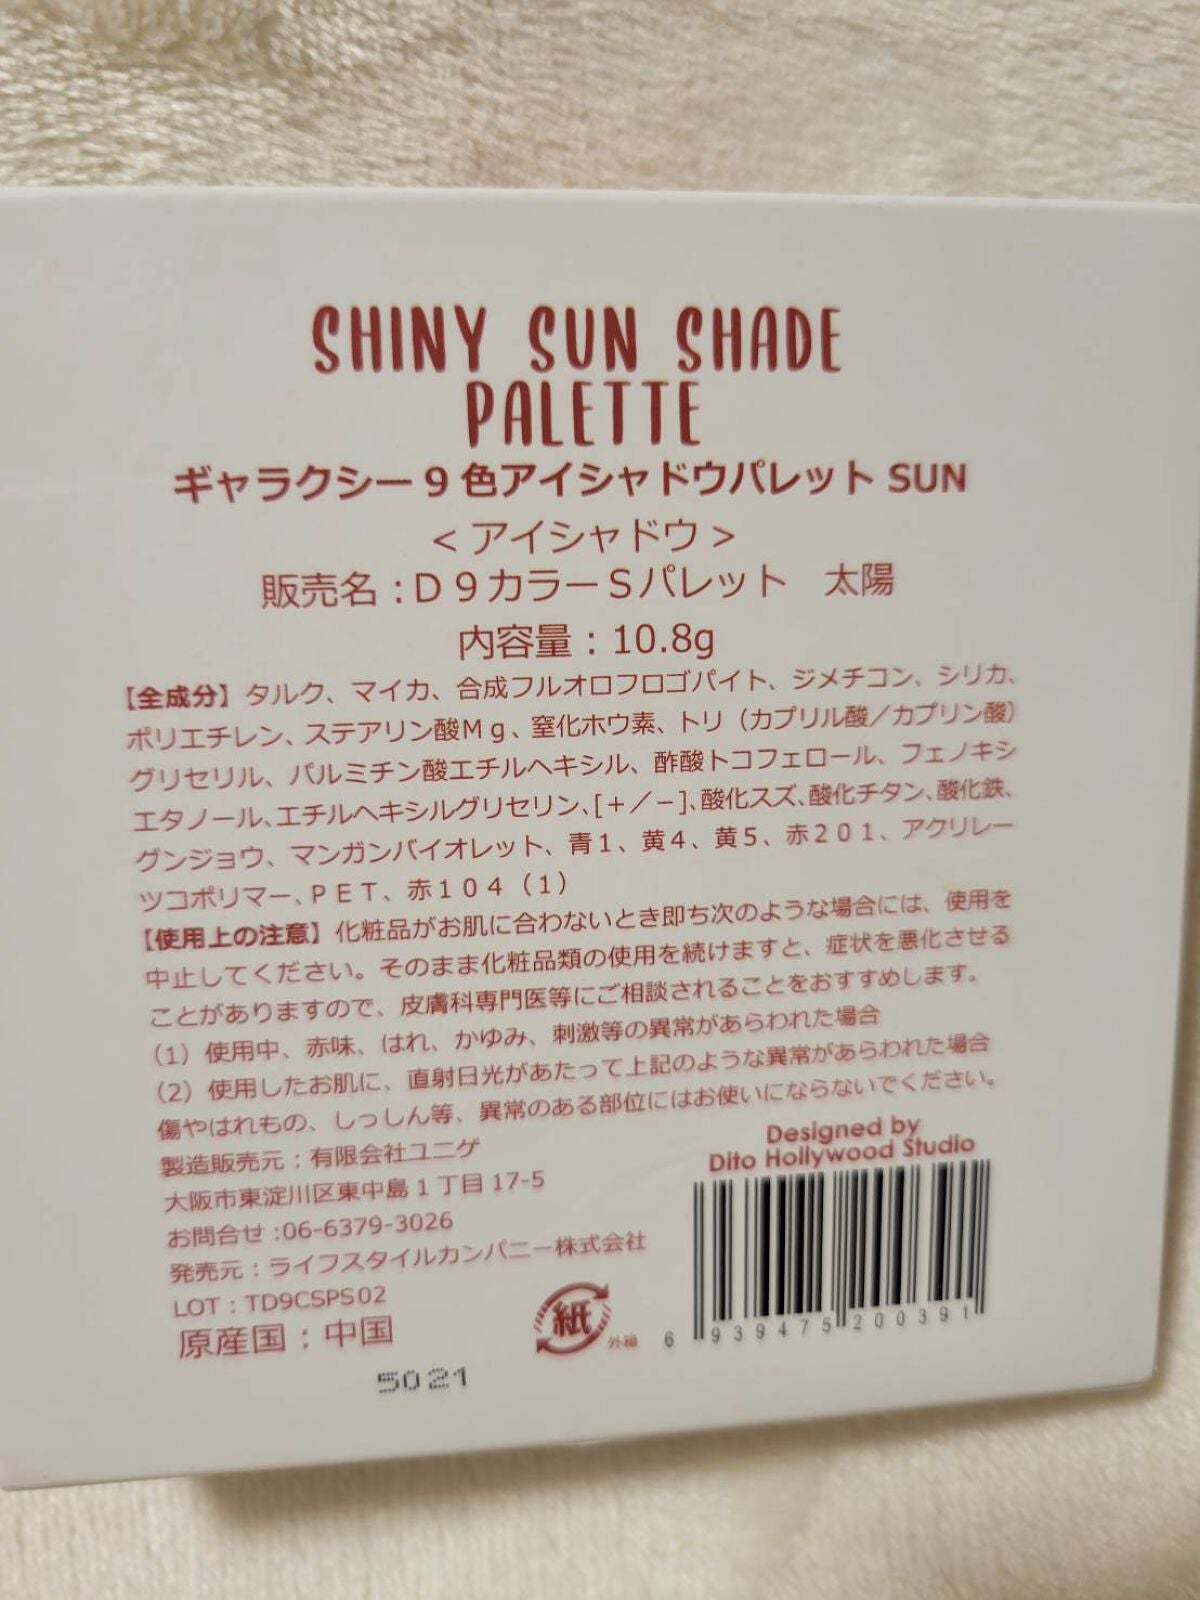 SHINY SUN SHADE
PALETTE
ギャラクシー９色アイシャドウパレット SUN
＜アイシャドウ＞
販売名：Ｄ９カラーＳパレット　太陽
内容量：10.8g
【全成分】タルク、マイカ、合成フルオロフロゴパイト、ジメチコン、シリカ、
ポリエチレン、ステアリン酸Ｍｇ、窒化ホウ素、トリ（カプリル酸／カプリン酸）
グリセリル、パルミチン酸エチルヘキシル、酢酸トコフェロール、フェノキシ
エタノール、エチルヘキシルグリセリン、[＋／－]、酸化スズ、酸化チタン、酸化鉄、
グンジョウ、マンガンバイオレット、青１、黄４、黄５、赤２０１、アクリレー
ツコポリマー、ＰＥＴ、赤１０４（１）
【使用上の注意】化粧品がお肌に合わないとき即ち次のような場合には、使用を
中止してください。そのまま化粧品類の使用を続けますと、症状を悪化させる
ことがありますので、皮膚科専門医等にご相談されることをおすすめします。
（1）使用中、赤味、はれ、かゆみ、刺激等の異常があらわれた場合
（2）使用したお肌に、直射日光があたって上記のような異常があらわれた場合
傷やはれもの、しっしん等、異常のある部位にはお使いにならないでください。
製造販売元：有限会社ユニゲ
大阪市東淀川区東中島１丁目17-5
お問合せ：06-6379-3026
発売元：ライフスタイルカンパニー株式会社
LOT：TD9CSPS02
原産国：中国
5021
紙
外箱
Designed by
Dito Hollywood Studio
6 939475 200391